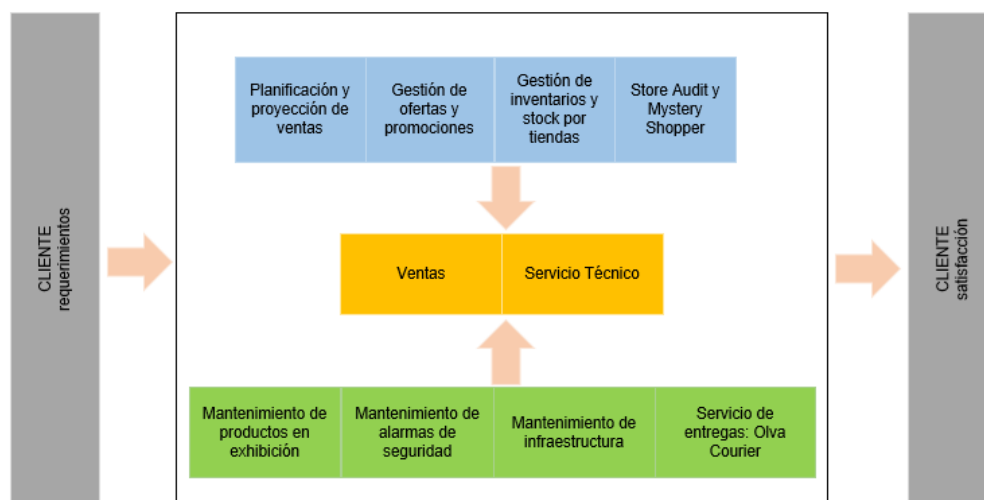 CLIENTE
requerimientos
Planificación y
proyección de
ventas
Gestión de
ofertas y
promociones
Gestión de
inventarios y
stock por
tiendas
Store Audit y
Mystery
Shopper
Ventas
Servicio Técnico
Mantenimiento de
productos en
exhibición
Mantenimiento de
alarmas de
seguridad
Mantenimiento de
infraestructura
Servicio de
entregas: Olva
Courier
CLIENTE
satisfacción